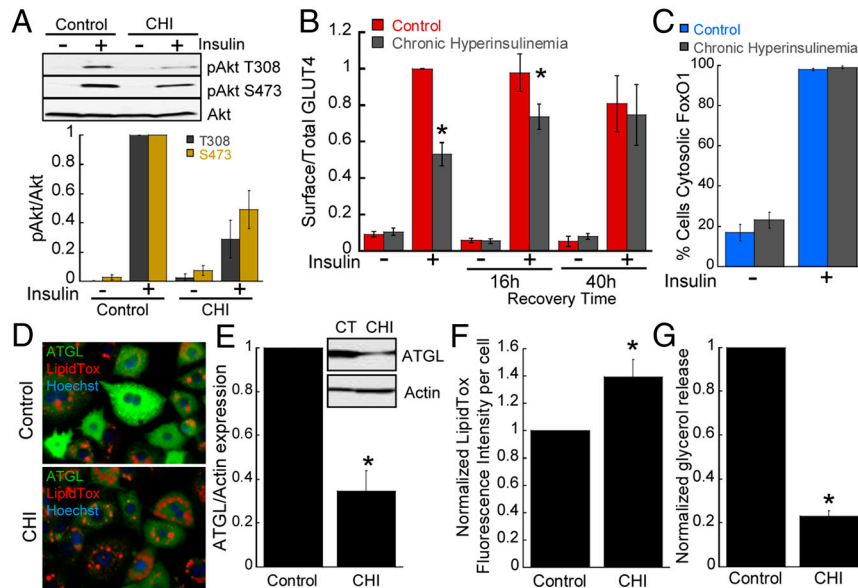 A
Control CHI
- + - + Insulin
pAkt T308
pAkt S473
Akt
pAkt/Akt
1
0.8
0.6
0.4
0.2
0
T308
S473
Insulin - + - +
Control CHI
B
Control
Chronic Hyperinsulinemia
Surface/Total GLUT4
1.2
1
0.8
0.6
0.4
0.2
0
*
*
Insulin - + - + - +
16h 40h
Recovery Time
C
Control
Chronic Hyperinsulinemia
% Cells Cytosolic FoxO1
100
80
60
40
20
0
Insulin - +
D
Control
ATGL
LipidTox
Hoechst
CHI
ATGL
LipidTox
Hoechst
E
CT CHI
ATGL
Actin
ATGL/Actin expression
1
0.8
0.6
0.4
0.2
0
*
Control CHI
F
Normalized LipidTox
Fluorescence Intensity per cell
1.6
1.4
1.2
1
0.8
0.6
0.4
0.2
0
*
Control CHI
G
Normalized glycerol release
1
0.8
0.6
0.4
0.2
0
*
Control CHI